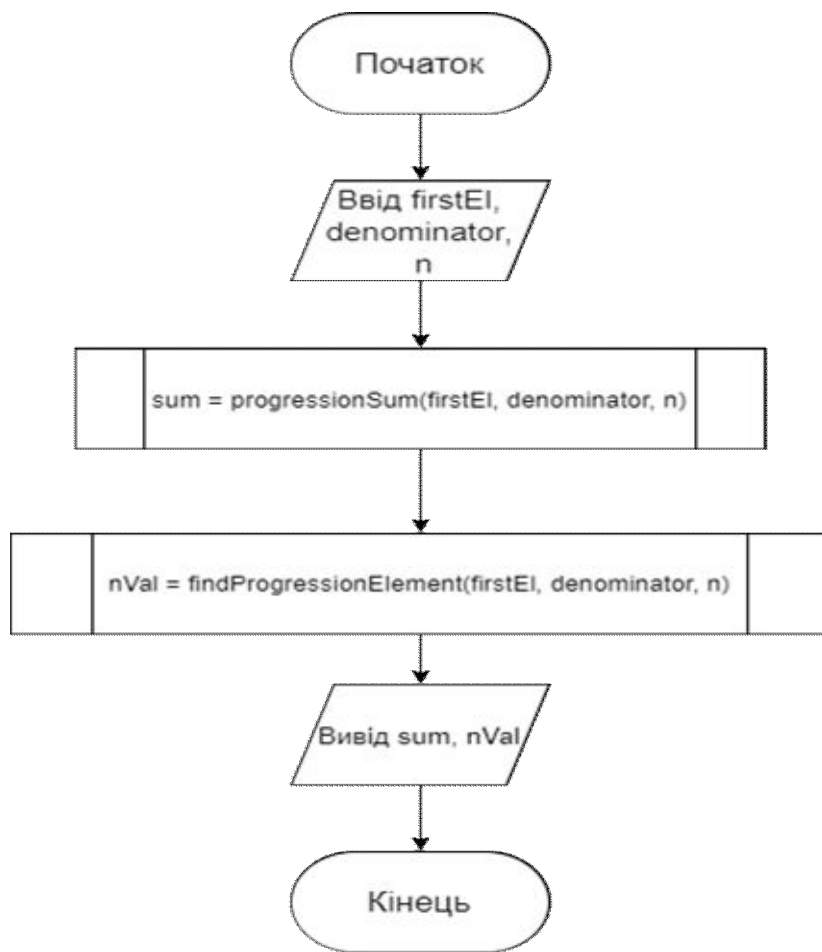 Початок
Ввід firstEl,
denominator,
n
sum = progressionSum(firstEl, denominator, n)
nVal = findProgressionElement(firstEl, denominator, n)
Вивід sum, nVal
Кінець